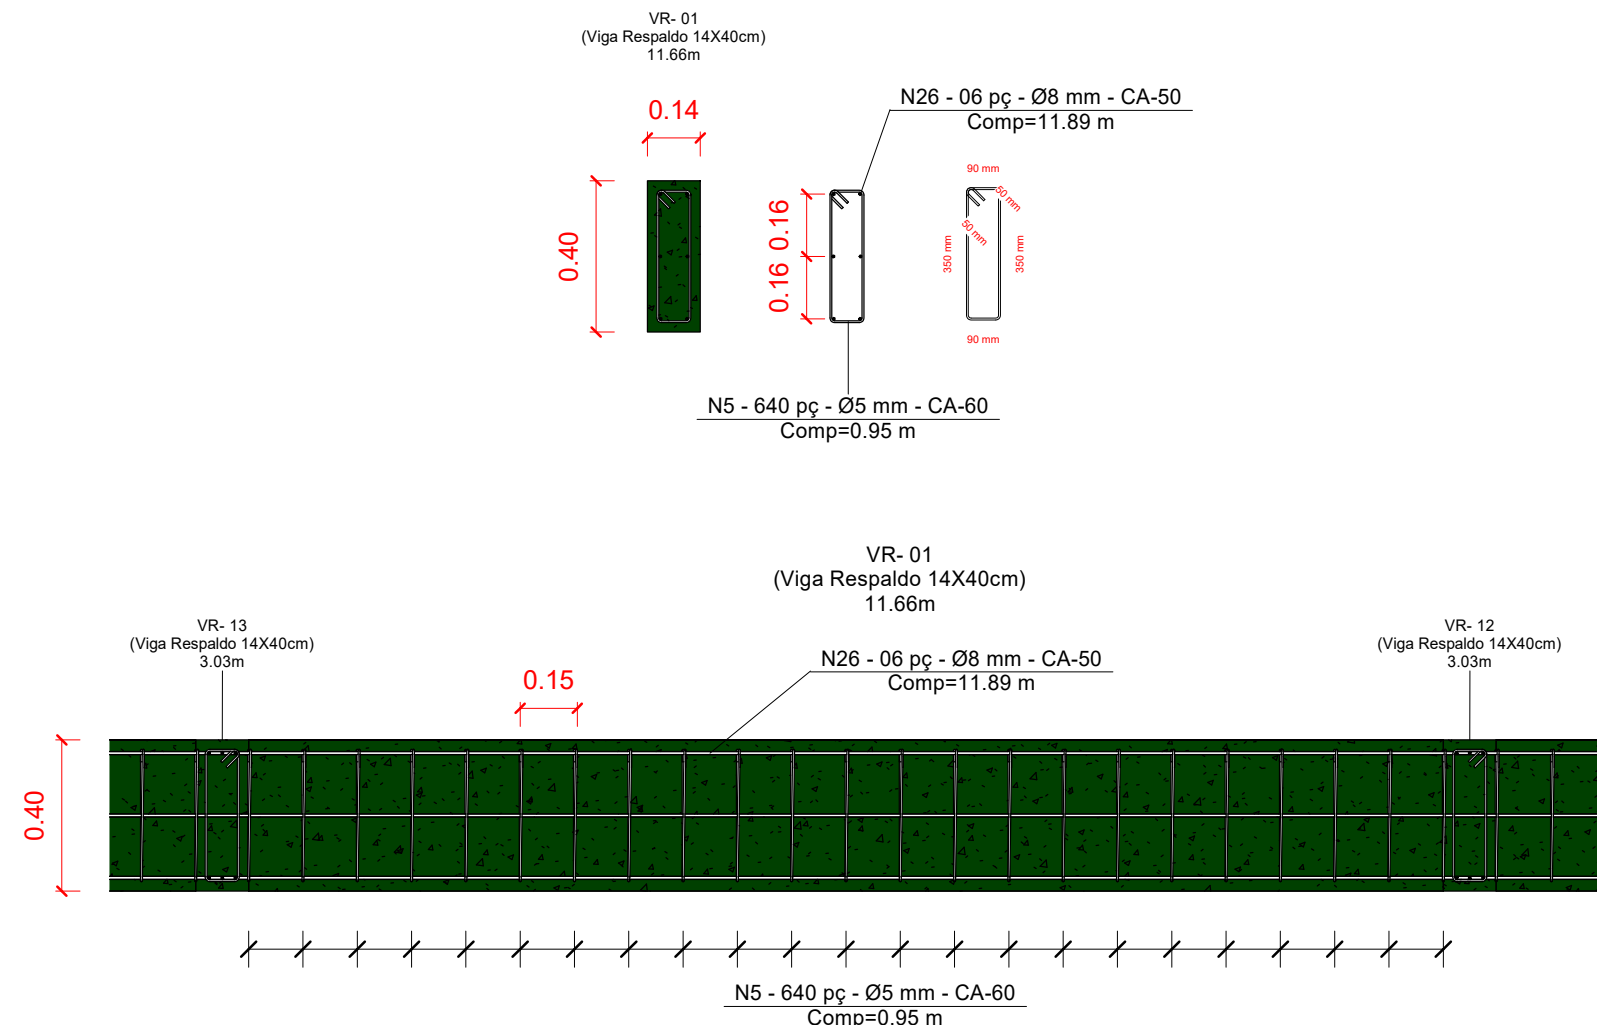 VR- 01
(Viga Respaldo 14X40cm)
11.66m
N26 - 06 pç - Ø8 mm - CA-50
Comp=11.89 m
0.14
0.40
0.16
0.16
90 mm
50 mm
50 mm
350 mm
350 mm
90 mm
N5 - 640 pç - Ø5 mm - CA-60
Comp=0.95 m
VR- 01
(Viga Respaldo 14X40cm)
11.66m
VR- 13
(Viga Respaldo 14X40cm)
3.03m
VR- 12
(Viga Respaldo 14X40cm)
3.03m
N26 - 06 pç - Ø8 mm - CA-50
Comp=11.89 m
0.15
0.40
N5 - 640 pç - Ø5 mm - CA-60
Comp=0.95 m